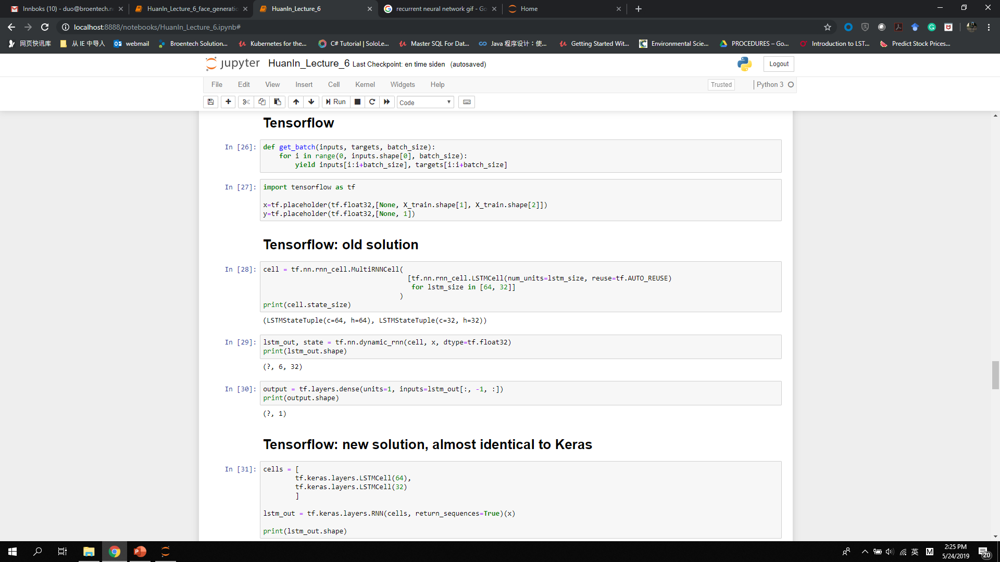 Innboks (10) - duo@broentech.n
HuanIn_Lecture_6_face_generatio
HuanIn_Lecture_6
recurrent neural network gif - Go
Home
localhost:8888/notebooks/HuanIn_Lecture_6.ipynb#
网页快讯库
从 IE 中导入
webmail
Broentech Solution...
Kubernetes for the...
C# Tutorial | SoloLe...
Master SQL For Dat...
Java 程序设计：使...
Getting Started Wit...
Environmental Scie...
PROCEDURES – Go...
Introduction to LST...
Predict Stock Prices...
jupyter HuanIn_Lecture_6 Last Checkpoint: en time siden (autosaved)
Logout
File Edit View Insert Cell Kernel Widgets Help
Trusted
Python 3
Run
Code
Tensorflow
In [26]: def get_batch(inputs, targets, batch_size):
    for i in range(0, inputs.shape[0], batch_size):
        yield inputs[i:i+batch_size], targets[i:i+batch_size]
In [27]: import tensorflow as tf
x=tf.placeholder(tf.float32,[None, X_train.shape[1], X_train.shape[2]])
y=tf.placeholder(tf.float32,[None, 1])
Tensorflow: old solution
In [28]: cell = tf.nn.rnn_cell.MultiRNNCell(
[tf.nn.rnn_cell.LSTMCell(num_units=lstm_size, reuse=tf.AUTO_REUSE)
for lstm_size in [64, 32]]
)
print(cell.state_size)
(LSTMStateTuple(c=64, h=64), LSTMStateTuple(c=32, h=32))
In [29]: lstm_out, state = tf.nn.dynamic_rnn(cell, x, dtype=tf.float32)
print(lstm_out.shape)
(?, 6, 32)
In [30]: output = tf.layers.dense(units=1, inputs=lstm_out[:, -1, :])
print(output.shape)
(?, 1)
Tensorflow: new solution, almost identical to Keras
In [31]: cells = [
tf.keras.layers.LSTMCell(64),
tf.keras.layers.LSTMCell(32)
]
lstm_out = tf.keras.layers.RNN(cells, return_sequences=True)(x)
print(lstm_out.shape)
英
M
2:25 PM
5/24/2019
20